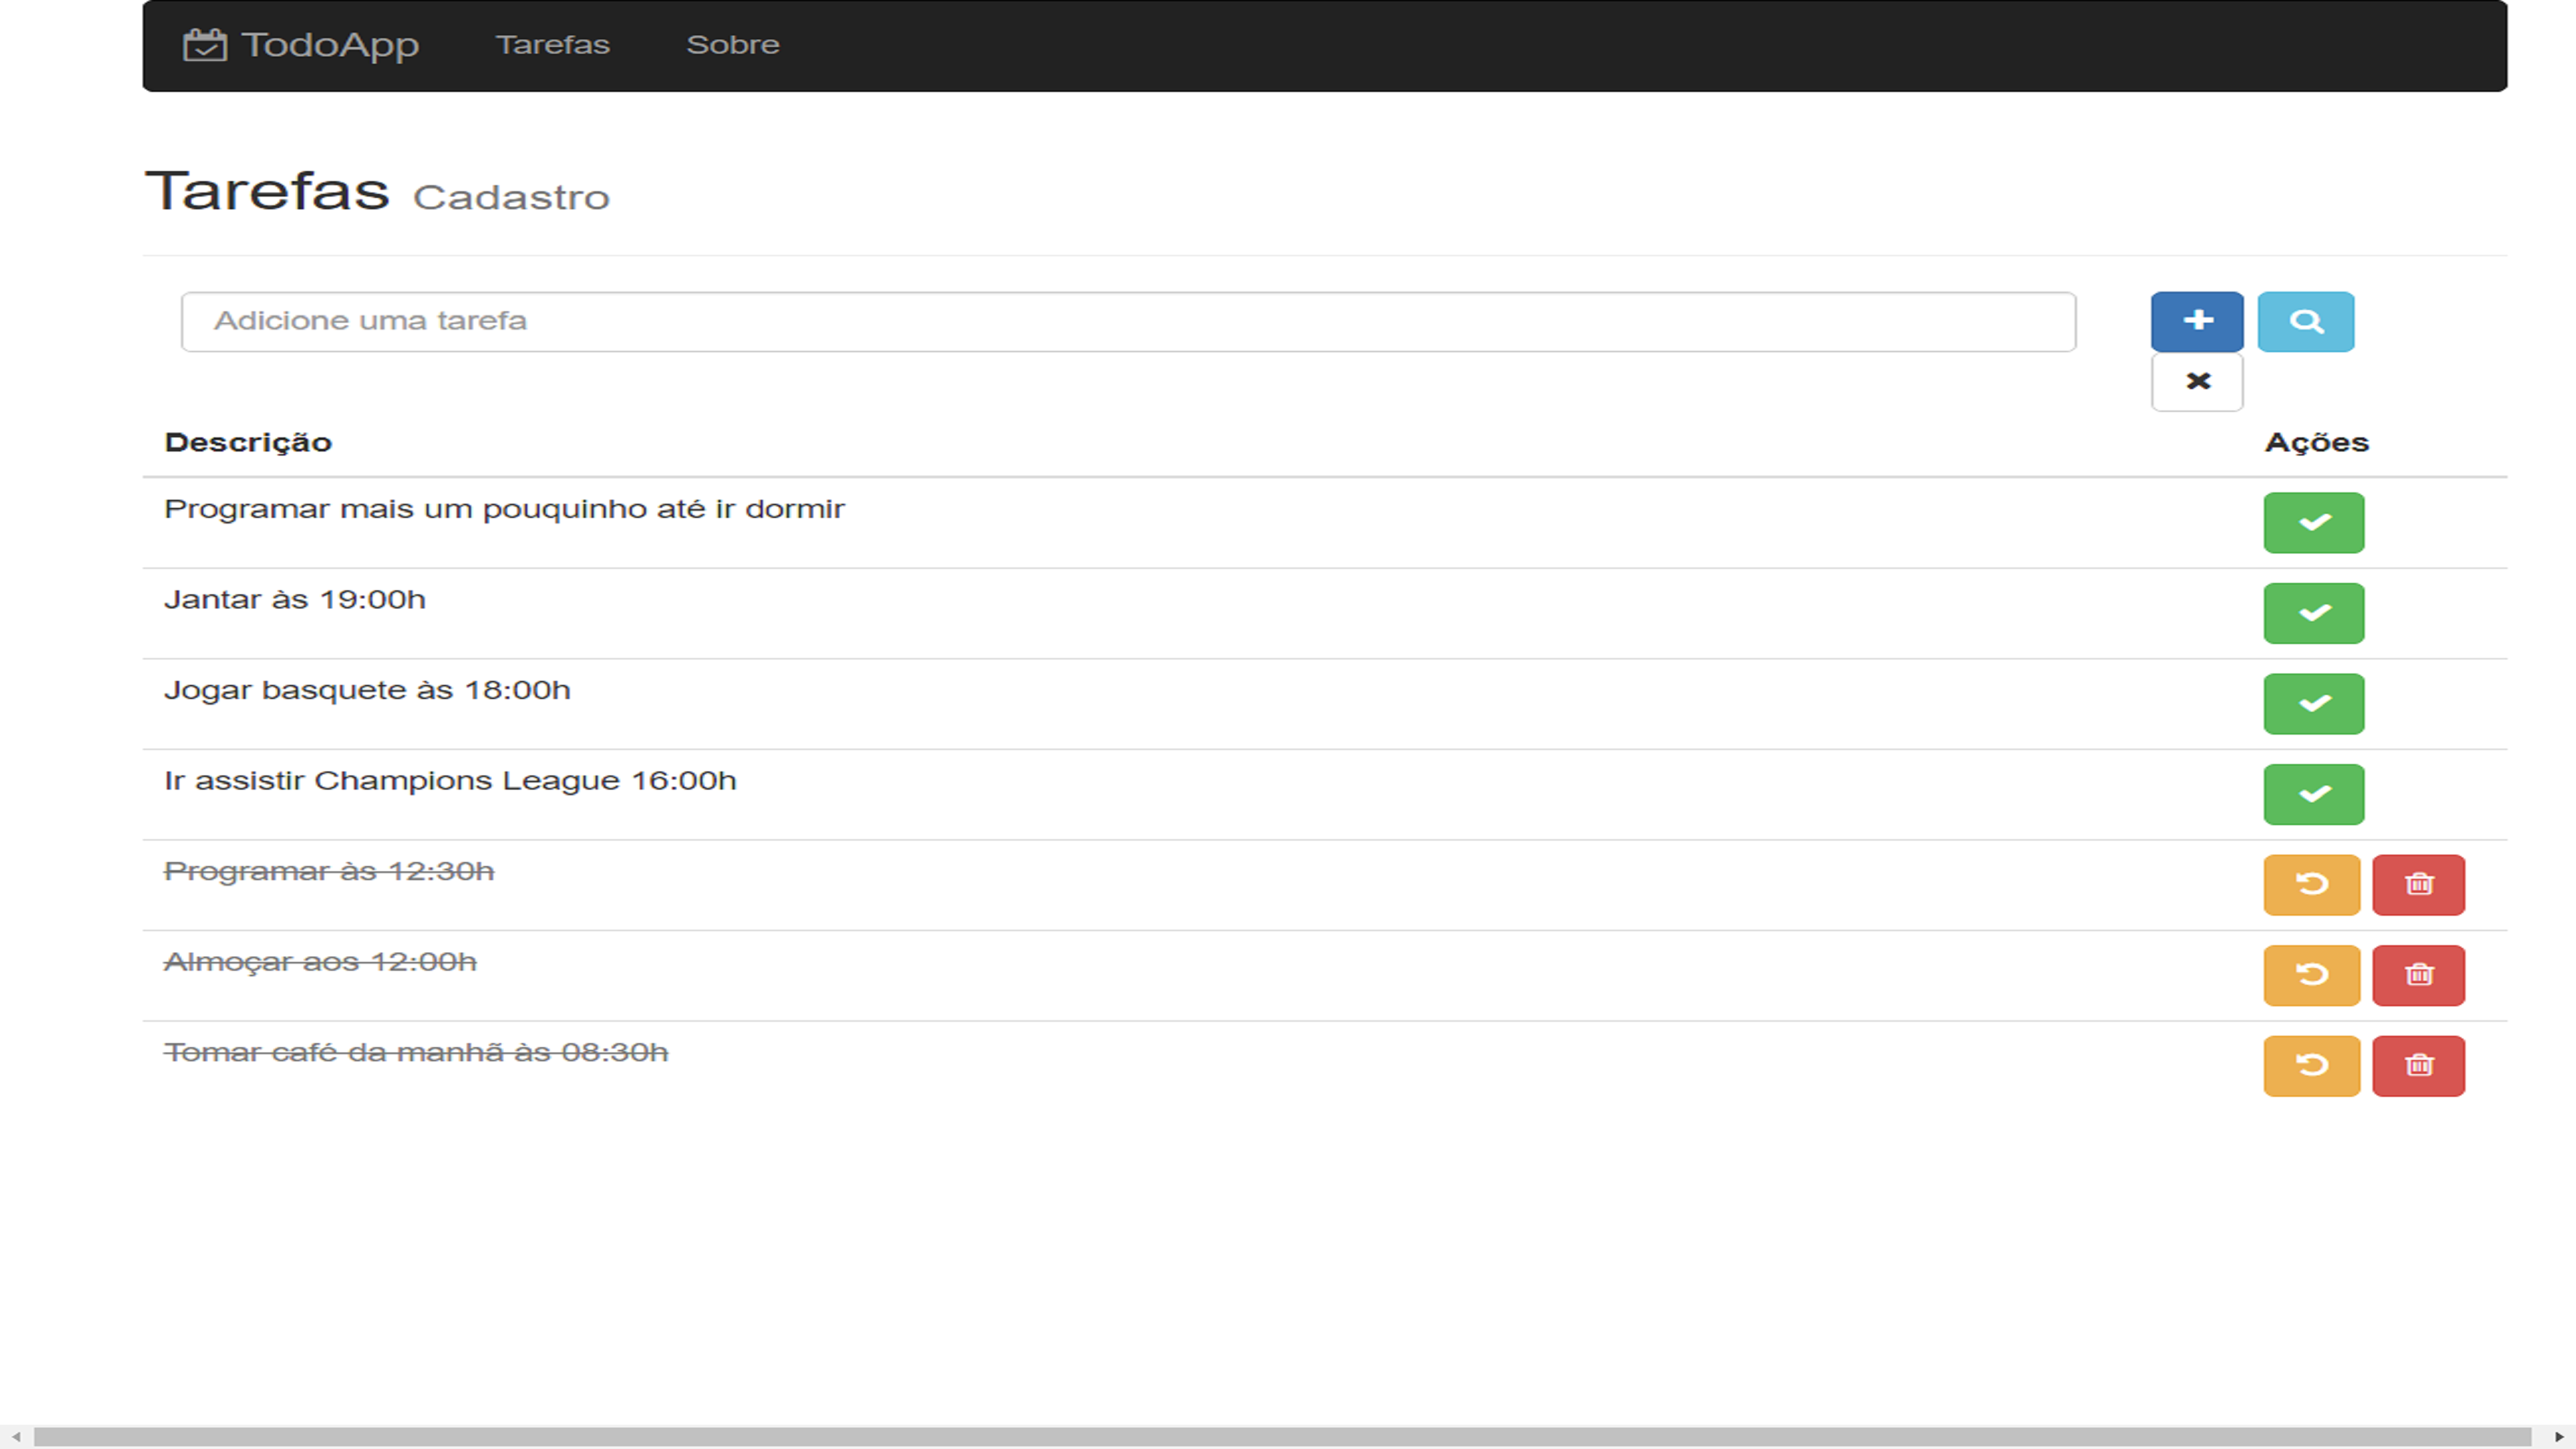 TodoApp Tarefas Sobre
Tarefas Cadastro
Adicione uma tarefa
Descrição Ações
Programar mais um pouquinho até ir dormir
Jantar às 19:00h
Jogar basquete às 18:00h
Ir assistir Champions League 16:00h
Programar às 12:30h
Almoçar aos 12:00h
Tomar café da manhã às 08:30h